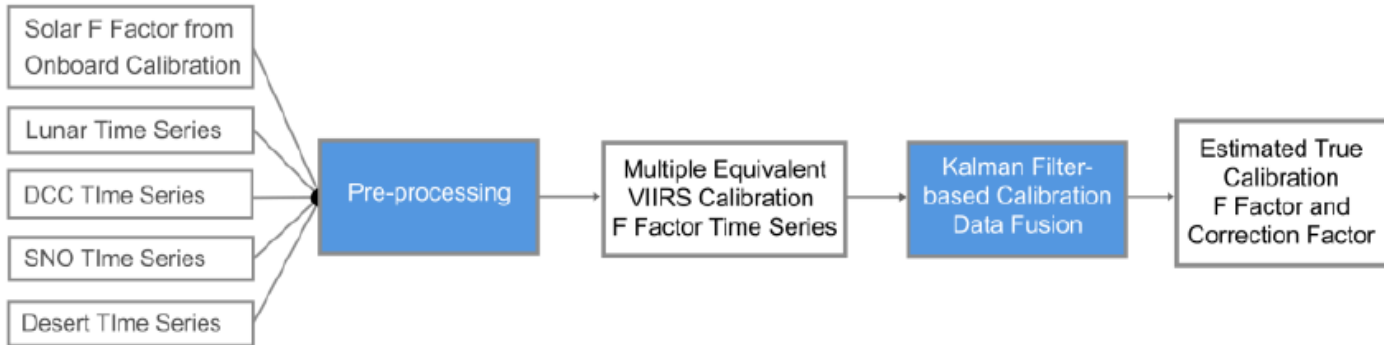 Solar F Factor from
Onboard Calibration
Lunar Time Series
DCC TIme Series
SNO TIme Series
Desert TIme Series
Pre-processing
Multiple Equivalent
VIIRS Calibration
F Factor Time Series
Kalman Filter-
based Calibration
Data Fusion
Estimated True
Calibration
F Factor and
Correction Factor